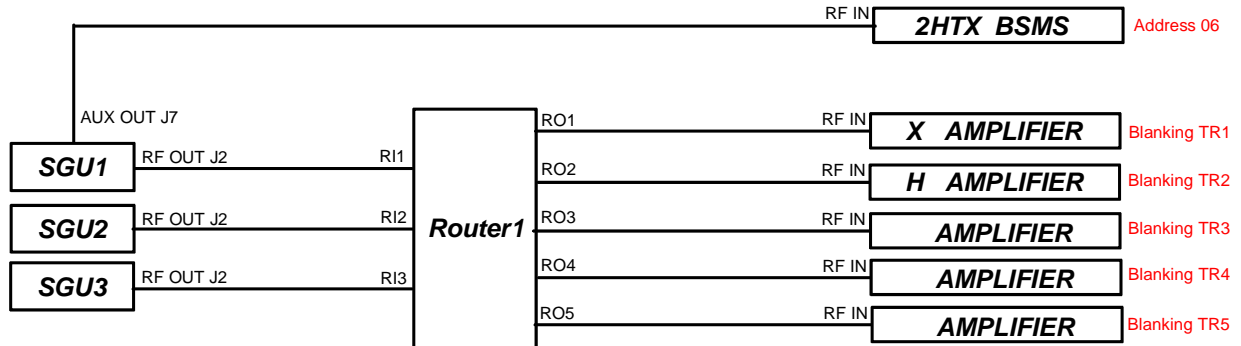 RF IN 2HTX BSMS Address 06
AUX OUT J7
SGU1 RF OUT J2 RI1
SGU2 RF OUT J2 RI2
SGU3 RF OUT J2 RI3
Router1
RO1 RF IN X AMPLIFIER Blanking TR1
RO2 RF IN H AMPLIFIER Blanking TR2
RO3 RF IN AMPLIFIER Blanking TR3
RO4 RF IN AMPLIFIER Blanking TR4
RO5 RF IN AMPLIFIER Blanking TR5